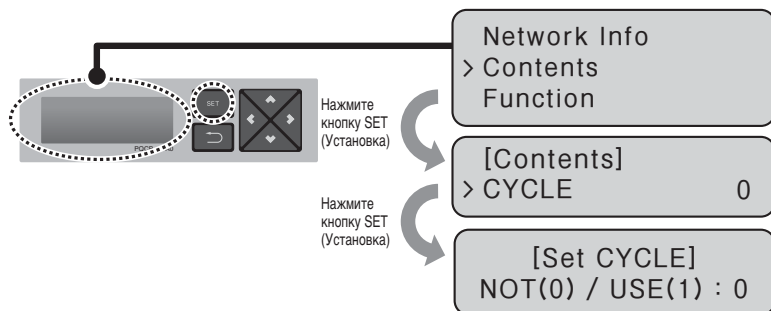 Network Info
> Contents
Function
SET
Нажмите
кнопку SET
(Установка)
[Contents]
> CYCLE 0
Нажмите
кнопку SET
(Установка)
[Set CYCLE]
NOT(0) / USE(1) : 0